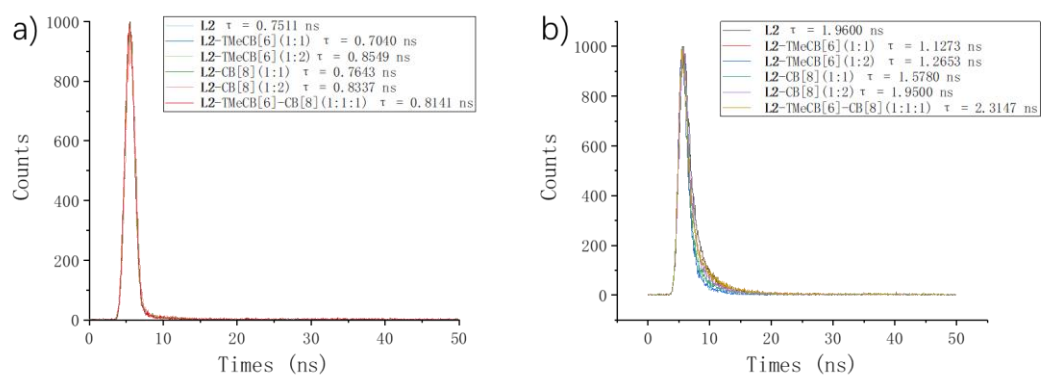 a)
L2 τ = 0.7511 ns
L2-TMeCB[6](1:1) τ = 0.7040 ns
L2-TMeCB[6](1:2) τ = 0.8549 ns
L2-CB[8](1:1) τ = 0.7643 ns
L2-CB[8](1:2) τ = 0.8337 ns
L2-TMeCB[6]-CB[8](1:1:1) τ = 0.8141 ns
1000
800
600
400
200
0
Counts
0 10 20 30 40 50
Times (ns)
b)
L2 τ = 1.9600 ns
L2-TMeCB[6](1:1) τ = 1.1273 ns
L2-TMeCB[6](1:2) τ = 1.2653 ns
L2-CB[8](1:1) τ = 1.5780 ns
L2-CB[8](1:2) τ = 1.9500 ns
L2-TMeCB[6]-CB[8](1:1:1) τ = 2.3147 ns
1000
800
600
400
200
0
Counts
0 10 20 30 40 50
Times (ns)